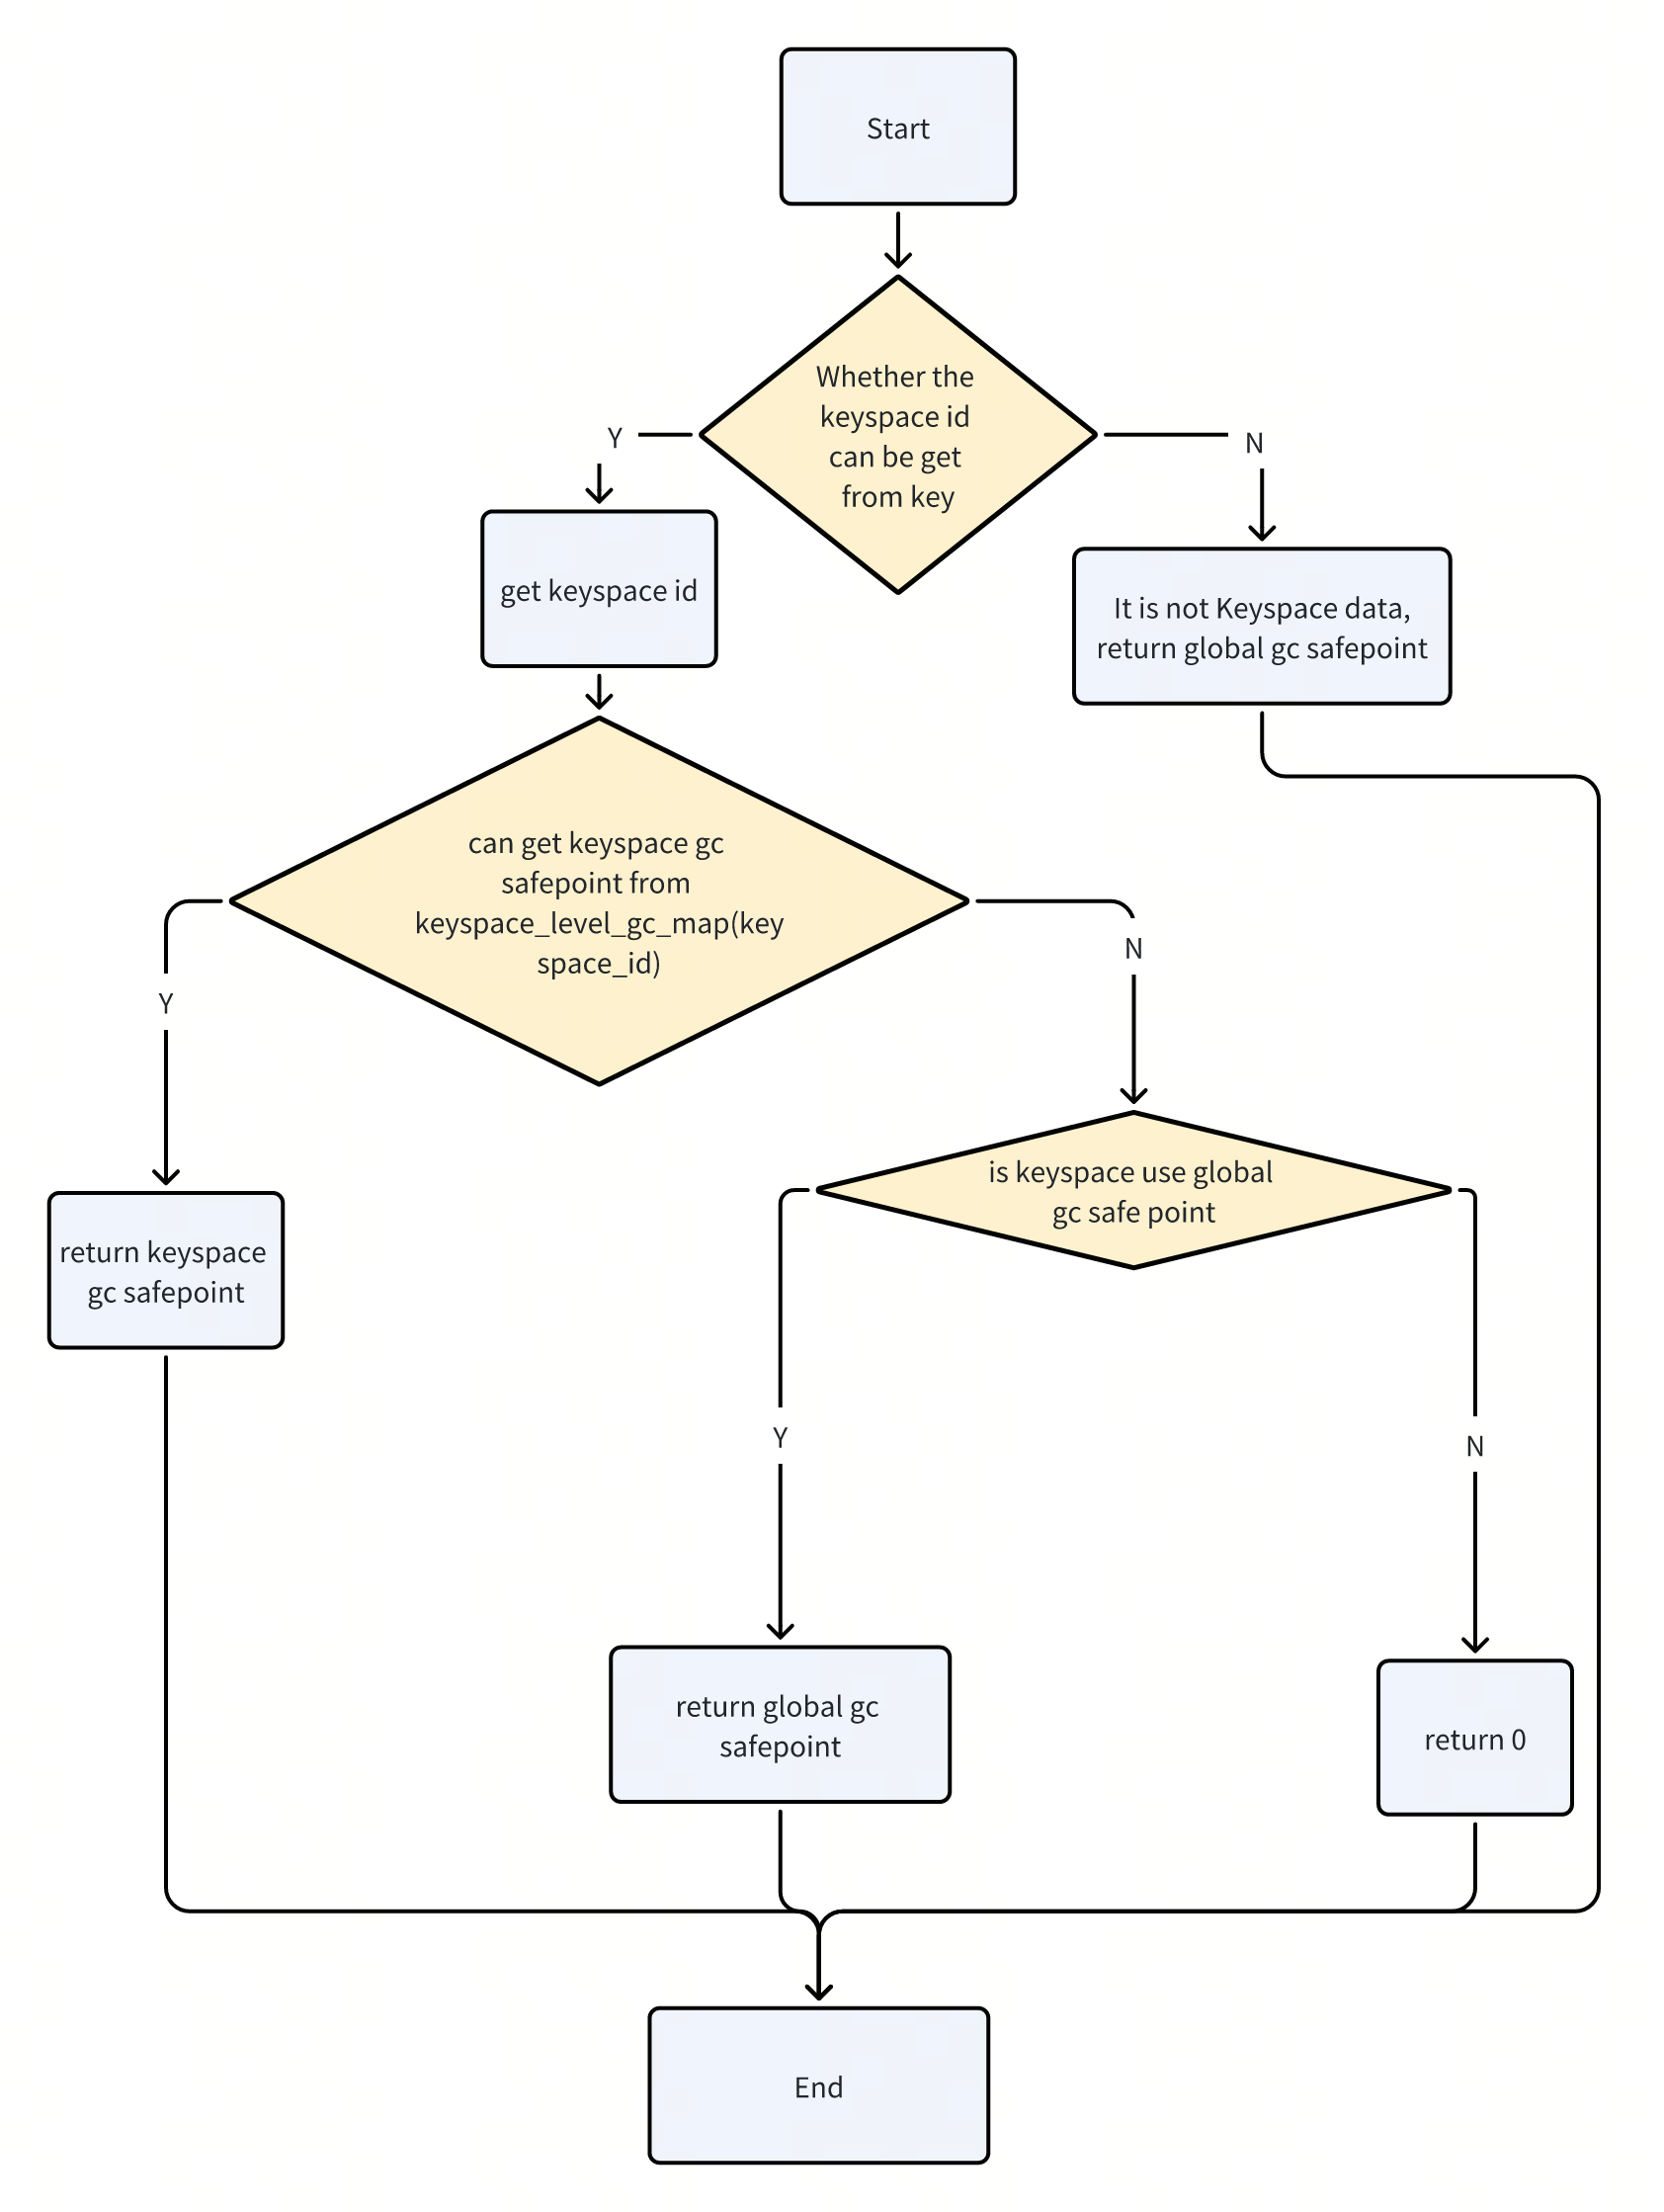 Start
Whether the
keyspace id
can be get
from key
Y
N
get keyspace id
It is not Keyspace data,
return global gc safepoint
can get keyspace gc
safepoint from
keyspace_level_gc_map(key
space_id)
Y
N
is keyspace use global
gc safe point
return keyspace
gc safepoint
Y
N
return global gc
safepoint
return 0
End